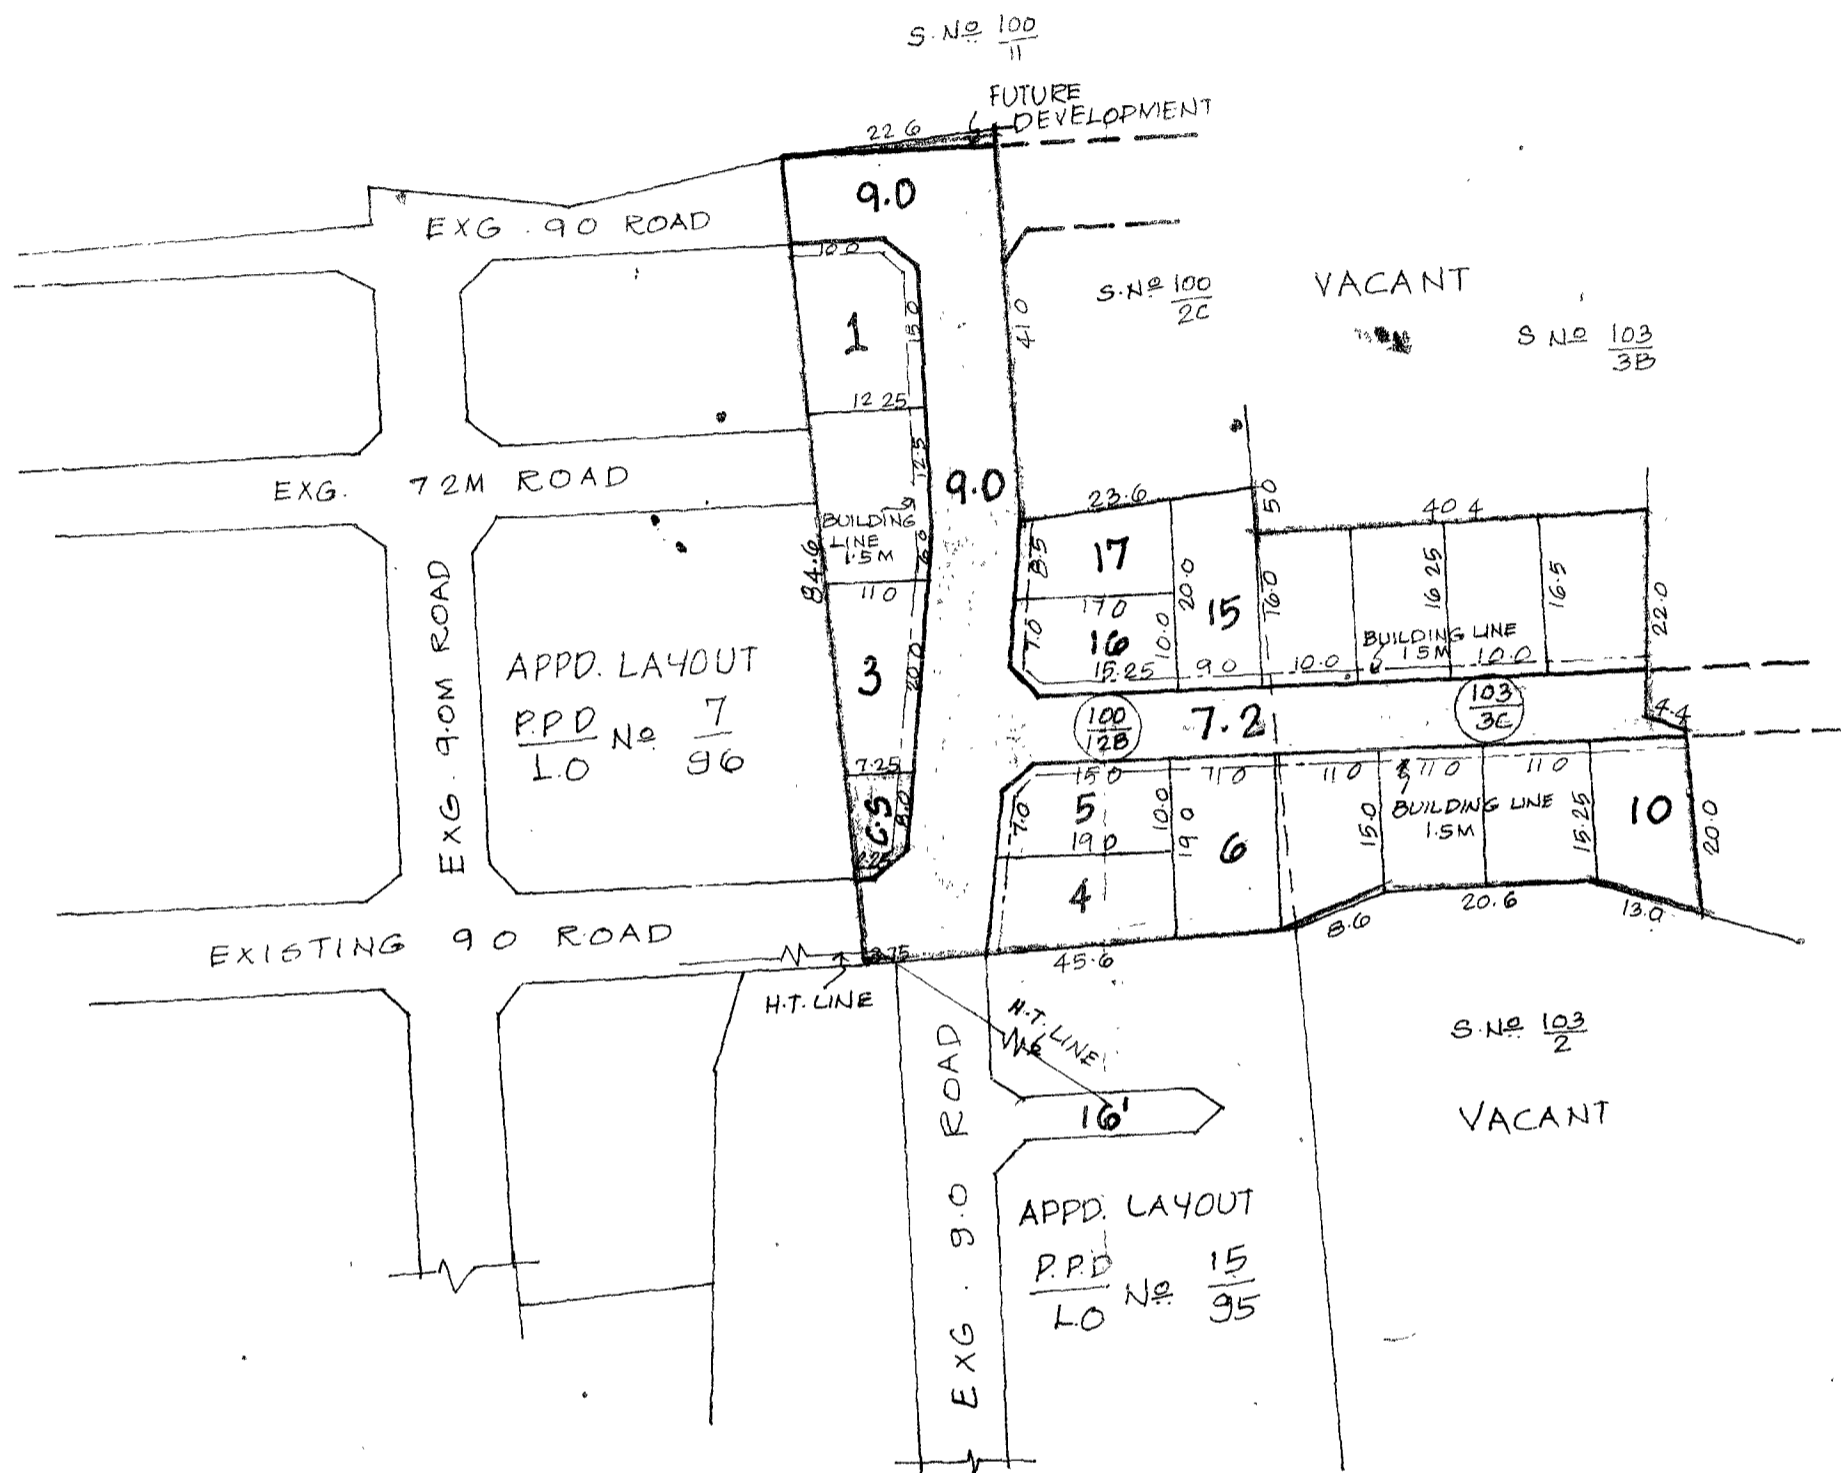 S.No 100/11
FUTURE
DEVELOPMENT
22 6
9.0
EXG . 90 ROAD
10 0
1
15 0
41 0
S.No 100/2C
VACANT
S No 103/3B
12 25
12.5
EXG. 72M ROAD
9.0
BUILDING
LINE
1.5M
6.0
84.6
11 0
23.6
50
40 4
8.5
17
20.0
15
16.0
16 25
16.5
22.0
17 0
7.0
16
10.0
15.25
9 0
10.0
BUILDING LINE
1 5M
10.0
EXG. 9.0M ROAD
APPD. LAYOUT
P.P.D/L.O No 7/96
3
20.0
7.25
C.S
8.0
100/12B
7.2
103/3C
4.4
15 0
11 0
11 0
11 0
11 0
7.0
5
10.0
19 0
19 0
6
15.0
BUILDING LINE
1.5M
15.25
10
20.0
4
8.6
20.6
13.0
EXISTING 9 0 ROAD
45.6
H.T. LINE
H.T. LINE
S.No 103/2
VACANT
16'
EXG . 9.0 ROAD
APPD. LAYOUT
P.P.D/L.O No 15/95